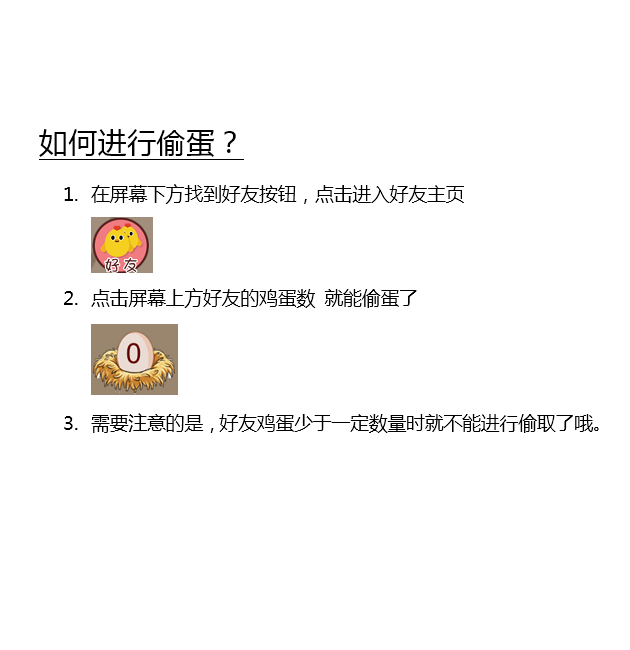 如何进行偷蛋？
1. 在屏幕下方找到好友按钮，点击进入好友主页
好友
2. 点击屏幕上方好友的鸡蛋数 就能偷蛋了
0
3. 需要注意的是，好友鸡蛋少于一定数量时就不能进行偷取了哦。